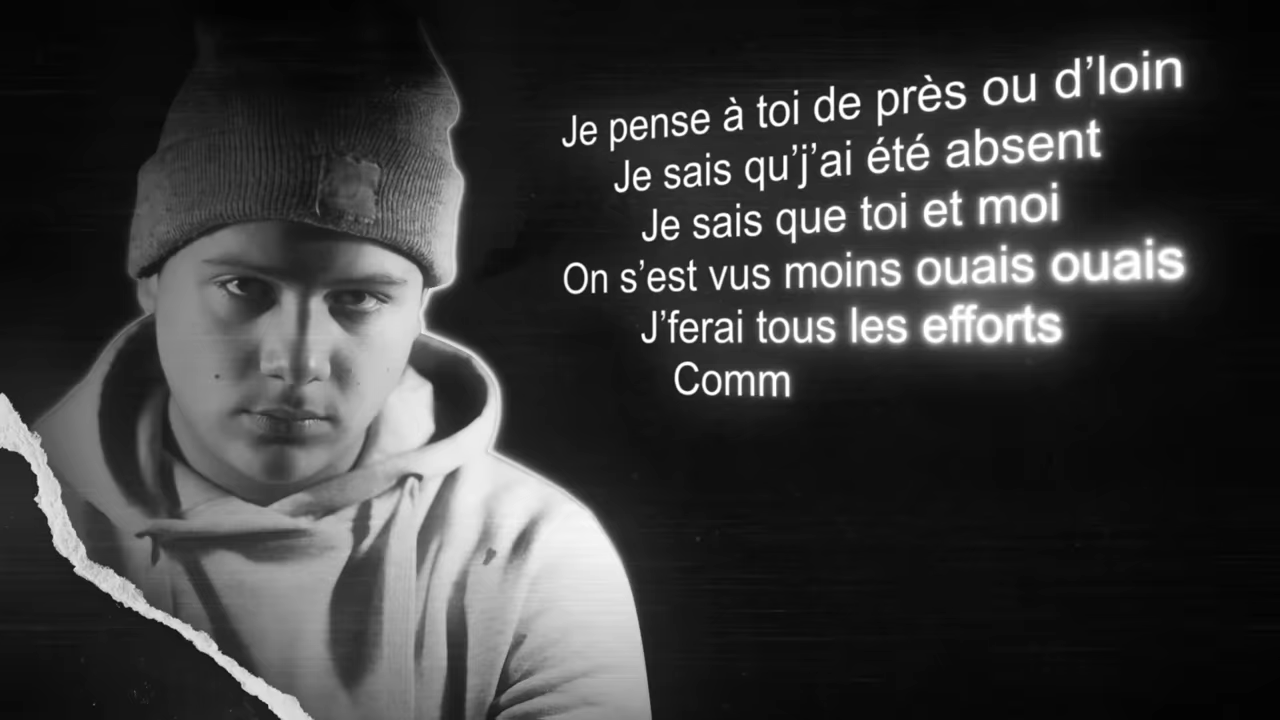 Je pense à toi de près ou d’loin
Je sais qu’j’ai été absent
Je sais que toi et moi
On s’est vus moins ouais ouais
J’ferai tous les efforts
Comm